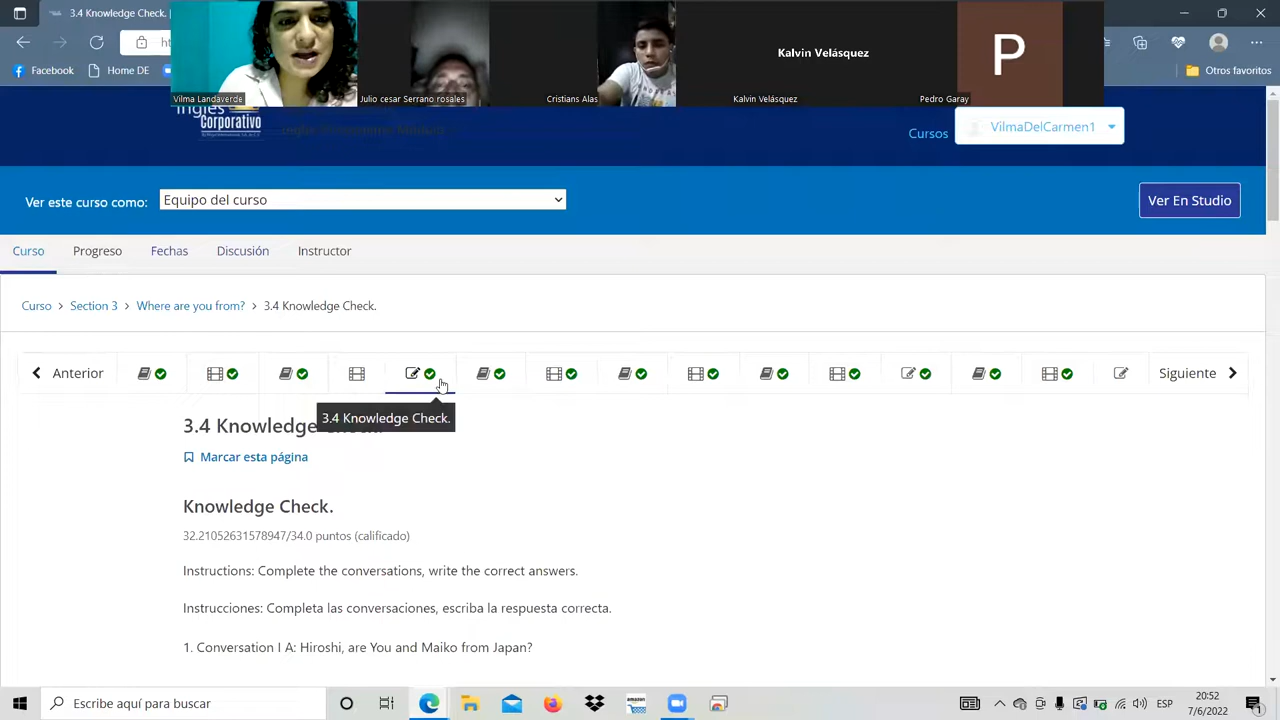 3.4 Knowledge Check.
Vilma Landaverde
Julio cesar Serrano rosales
Cristians Alas
Kalvin Velásquez
Kalvin Velásquez
P
Pedro Garay
Facebook
Home DE
Otros favoritos
Inglés
Corporativo
Cursos
VilmaDelCarmen1
Ver este curso como:
Equipo del curso
Ver En Studio
Curso
Progreso
Fechas
Discusión
Instructor
Curso > Section 3 > Where are you from? > 3.4 Knowledge Check.
Anterior
Siguiente
3.4 Knowledge Check.
3.4 Knowledge
Marcar esta página
Knowledge Check.
32.21052631578947/34.0 puntos (calificado)
Instructions: Complete the conversations, write the correct answers.
Instrucciones: Completa las conversaciones, escriba la respuesta correcta.
1. Conversation I A: Hiroshi, are You and Maiko from Japan?
Escribe aquí para buscar
amazon
ESP
20:52
7/6/2022
1